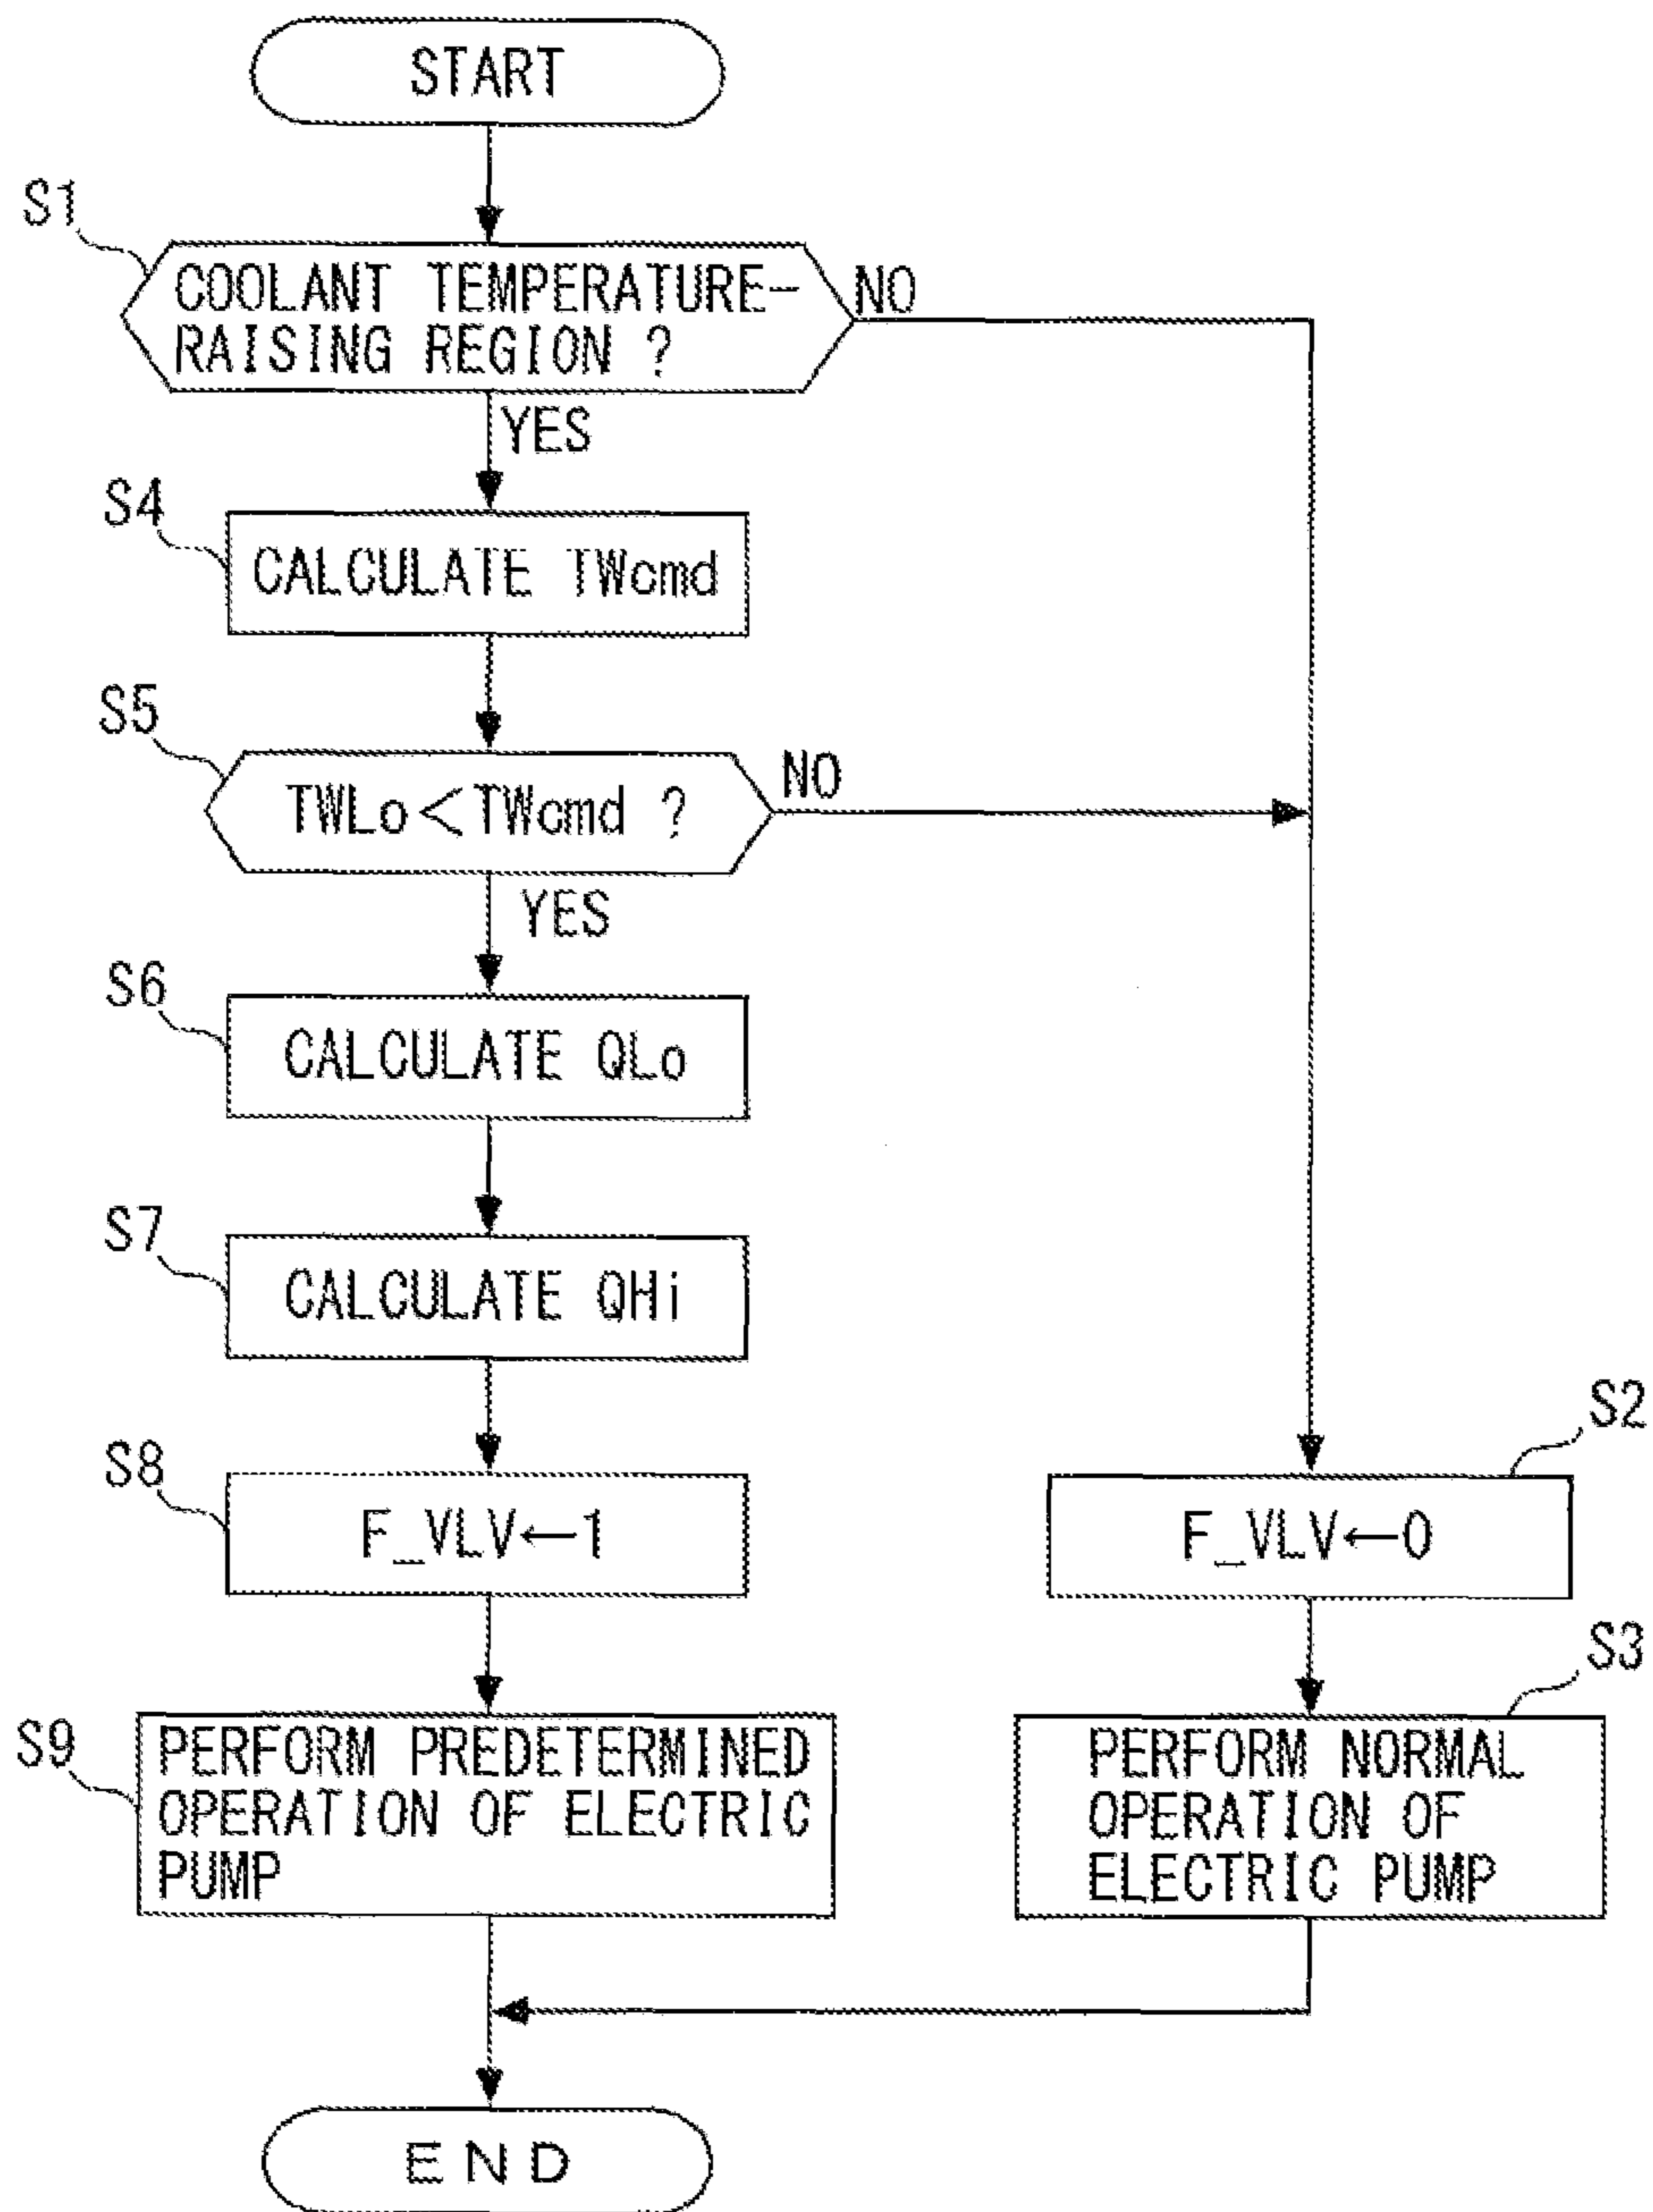 START
S1
COOLANT TEMPERATURE-
RAISING REGION ?
NO
YES
S4
CALCULATE TWcmd
S5
TWLo<TWcmd ?
NO
YES
S6
CALCULATE QLo
S7
CALCULATE QHi
S8
F_VLV←1
S2
F_VLV←0
S9
PERFORM PREDETERMINED
OPERATION OF ELECTRIC
PUMP
S3
PERFORM NORMAL
OPERATION OF
ELECTRIC PUMP
END